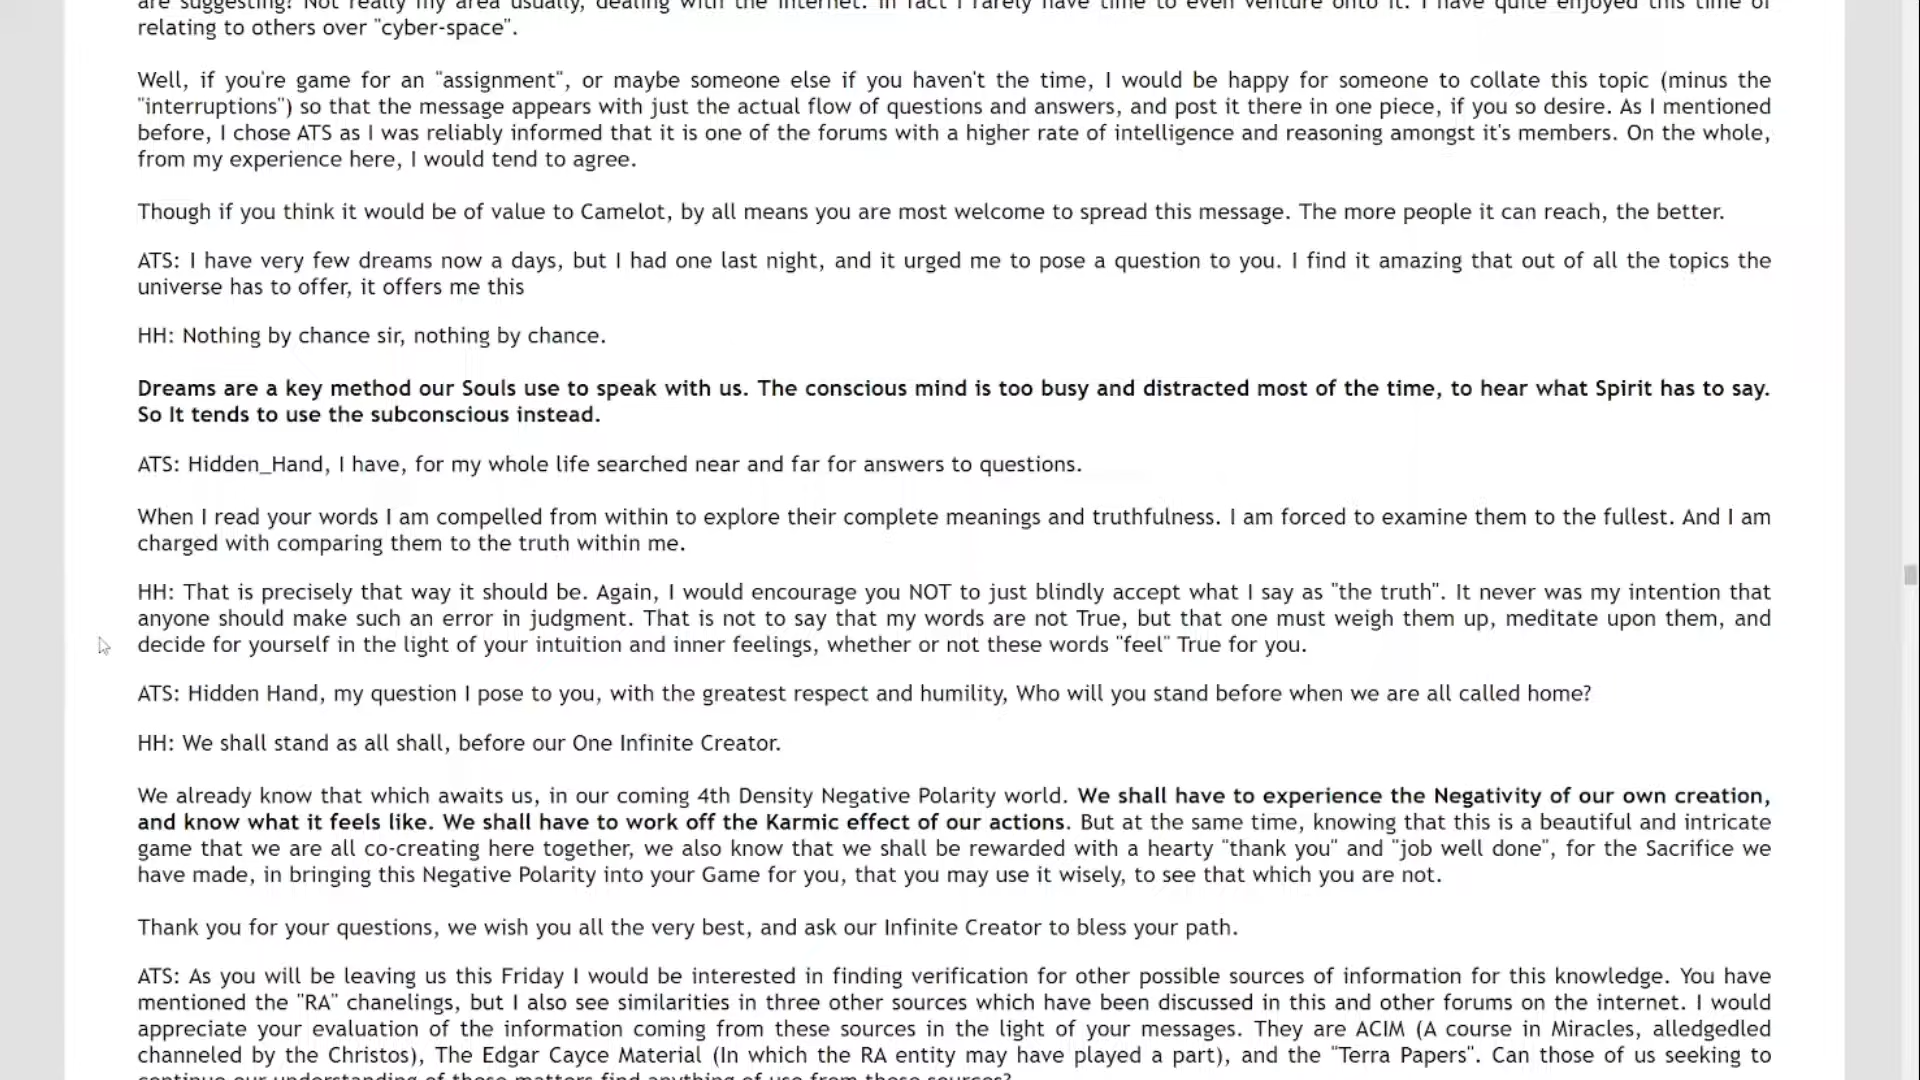 are suggesting? Not really my area usually, dealing with the internet. In fact I rarely have time to even venture onto it. I have quite enjoyed this time of
relating to others over "cyber-space".
Well, if you're game for an "assignment", or maybe someone else if you haven't the time, I would be happy for someone to collate this topic (minus the
"interruptions") so that the message appears with just the actual flow of questions and answers, and post it there in one piece, if you so desire. As I mentioned
before, I chose ATS as I was reliably informed that it is one of the forums with a higher rate of intelligence and reasoning amongst it's members. On the whole,
from my experience here, I would tend to agree.
Though if you think it would be of value to Camelot, by all means you are most welcome to spread this message. The more people it can reach, the better.
ATS: I have very few dreams now a days, but I had one last night, and it urged me to pose a question to you. I find it amazing that out of all the topics the
universe has to offer, it offers me this
HH: Nothing by chance sir, nothing by chance.
Dreams are a key method our Souls use to speak with us. The conscious mind is too busy and distracted most of the time, to hear what Spirit has to say.
So It tends to use the subconscious instead.
ATS: Hidden_Hand, I have, for my whole life searched near and far for answers to questions.
When I read your words I am compelled from within to explore their complete meanings and truthfulness. I am forced to examine them to the fullest. And I am
charged with comparing them to the truth within me.
HH: That is precisely that way it should be. Again, I would encourage you NOT to just blindly accept what I say as "the truth". It never was my intention that
anyone should make such an error in judgment. That is not to say that my words are not True, but that one must weigh them up, meditate upon them, and
decide for yourself in the light of your intuition and inner feelings, whether or not these words "feel" True for you.
ATS: Hidden Hand, my question I pose to you, with the greatest respect and humility, Who will you stand before when we are all called home?
HH: We shall stand as all shall, before our One Infinite Creator.
We already know that which awaits us, in our coming 4th Density Negative Polarity world. We shall have to experience the Negativity of our own creation,
and know what it feels like. We shall have to work off the Karmic effect of our actions. But at the same time, knowing that this is a beautiful and intricate
game that we are all co-creating here together, we also know that we shall be rewarded with a hearty "thank you" and "job well done", for the Sacrifice we
have made, in bringing this Negative Polarity into your Game for you, that you may use it wisely, to see that which you are not.
Thank you for your questions, we wish you all the very best, and ask our Infinite Creator to bless your path.
ATS: As you will be leaving us this Friday I would be interested in finding verification for other possible sources of information for this knowledge. You have
mentioned the "RA" chanelings, but I also see similarities in three other sources which have been discussed in this and other forums on the internet. I would
appreciate your evaluation of the information coming from these sources in the light of your messages. They are ACIM (A course in Miracles, alledgedled
channeled by the Christos), The Edgar Cayce Material (In which the RA entity may have played a part), and the "Terra Papers". Can those of us seeking to
continue our understanding of these matters find anything of use from these sources?